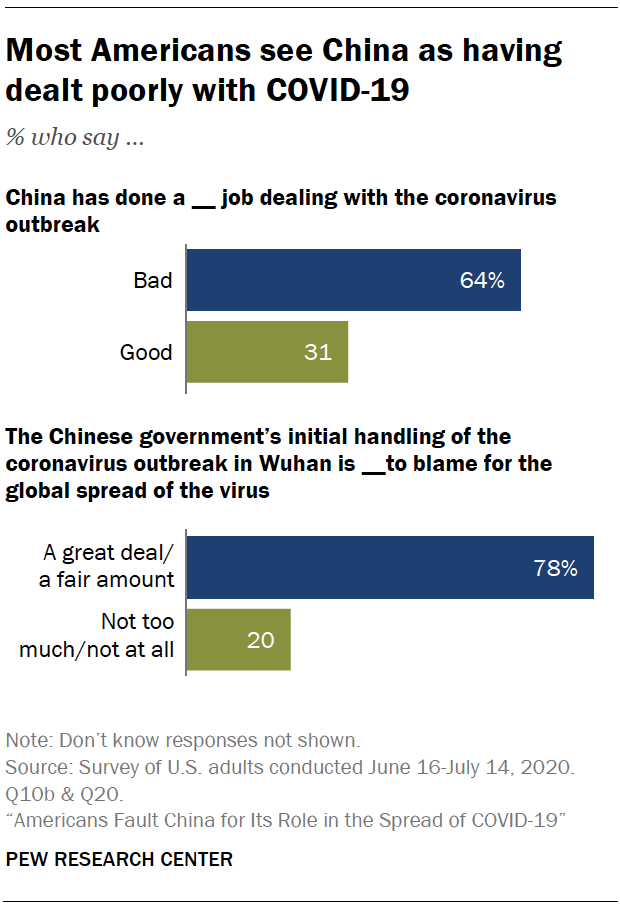 Most Americans see China as having
dealt poorly with COVID-19
% who say ...
China has done a __ job dealing with the coronavirus
outbreak
Bad 64%
Good 31
The Chinese government’s initial handling of the
coronavirus outbreak in Wuhan is __to blame for the
global spread of the virus
A great deal/
a fair amount 78%
Not too
much/not at all 20
Note: Don’t know responses not shown.
Source: Survey of U.S. adults conducted June 16-July 14, 2020.
Q10b & Q20.
“Americans Fault China for Its Role in the Spread of COVID-19”
PEW RESEARCH CENTER